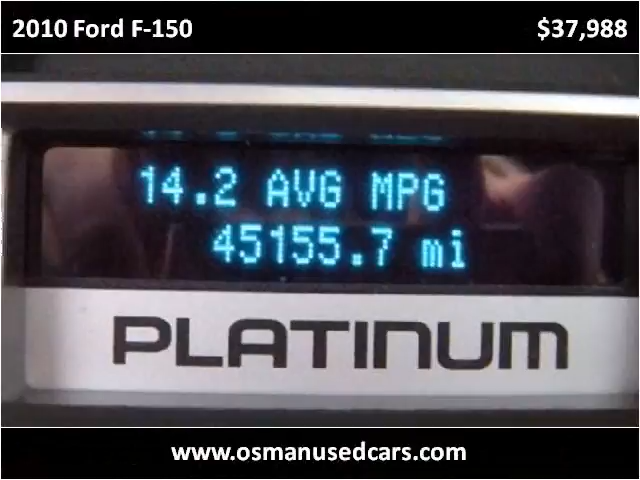 2010 Ford F-150 $37,988
14.2 AVG MPG
45155.7 mi
PLATINUM
www.osmanusedcars.com